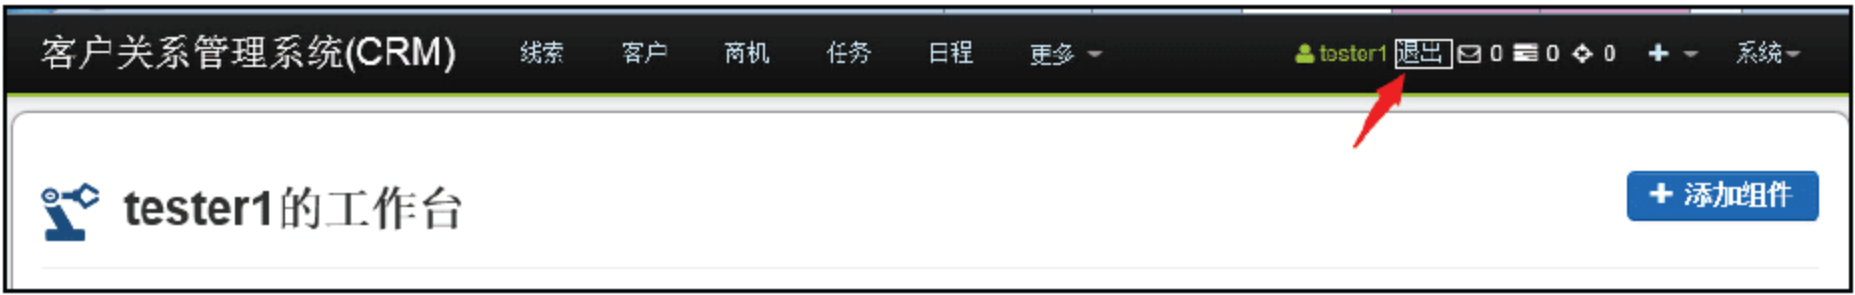 客户关系管理系统(CRM) 线索 客户 商机 任务 日程 更多 tester1 退出 0 0 0 系统
tester1的工作台
+ 添加组件